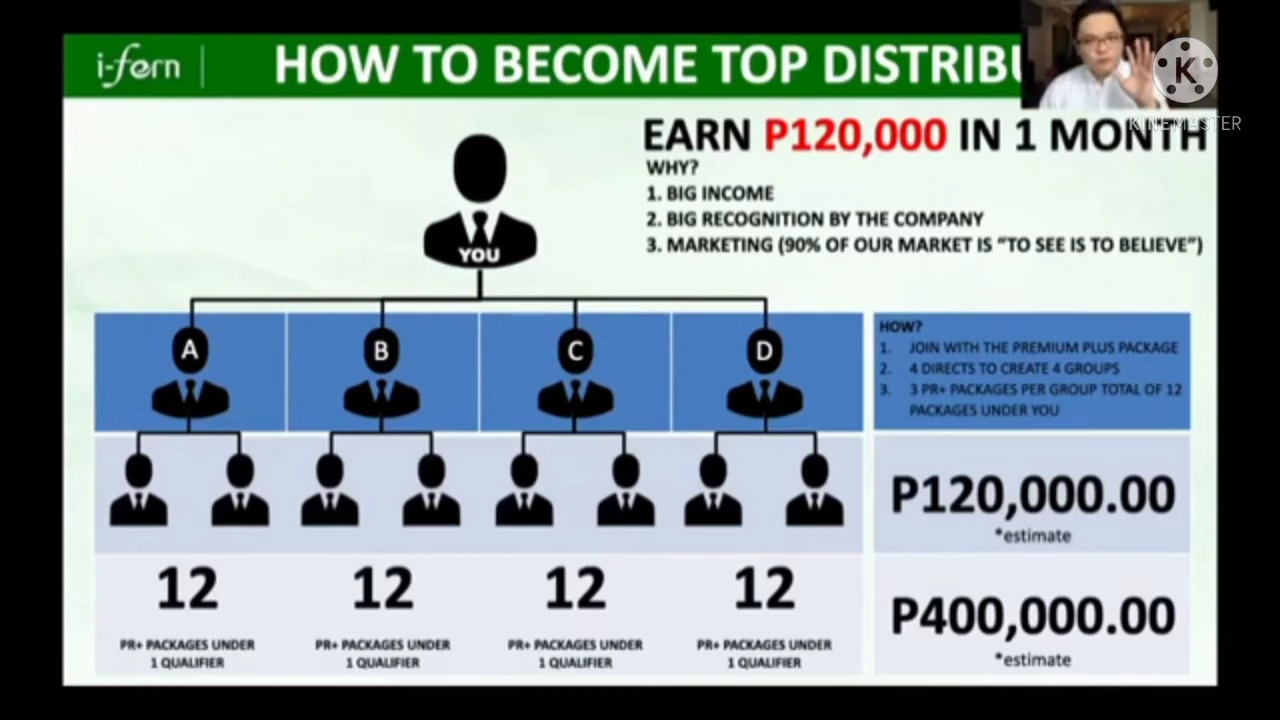 i-fern
HOW TO BECOME TOP DISTRIBU
K
KINEMASTER
EARN P120,000 IN 1 MONTH
WHY?
1. BIG INCOME
2. BIG RECOGNITION BY THE COMPANY
3. MARKETING (90% OF OUR MARKET IS "TO SEE IS TO BELIEVE")
YOU
A
B
C
D
HOW?
1. JOIN WITH THE PREMIUM PLUS PACKAGE
2. 4 DIRECTS TO CREATE 4 GROUPS
3. 3 PR+ PACKAGES PER GROUP TOTAL OF 12
PACKAGES UNDER YOU
P120,000.00
*estimate
12
PR+ PACKAGES UNDER
1 QUALIFIER
12
PR+ PACKAGES UNDER
1 QUALIFIER
12
PR+ PACKAGES UNDER
1 QUALIFIER
12
PR+ PACKAGES UNDER
1 QUALIFIER
P400,000.00
*estimate